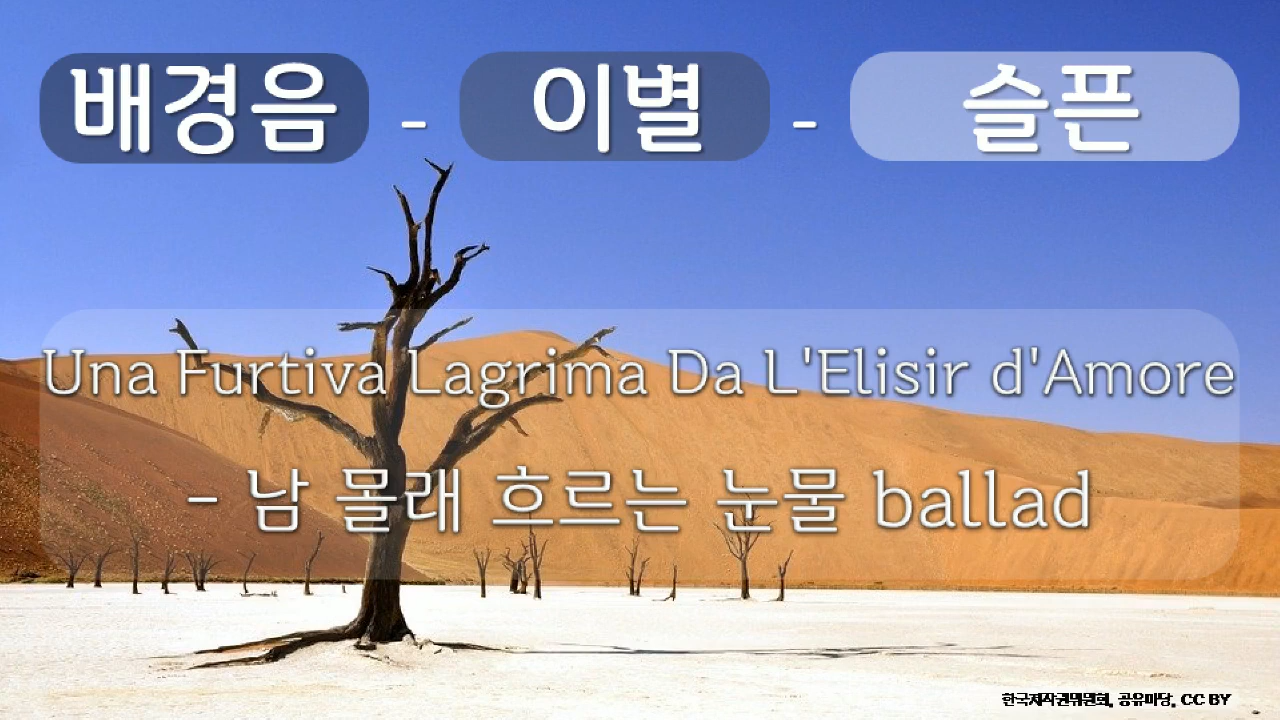 배경음 - 이별 - 슬픈
Una Furtiva Lagrima Da L'Elisir d'Amore
- 남 몰래 흐르는 눈물 ballad
한국저작권위원회, 공유마당, CC BY